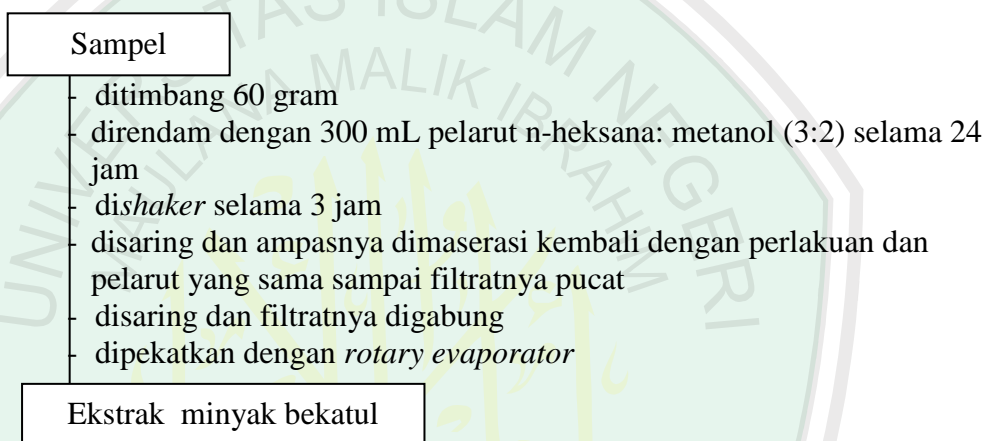 Sampel
- ditimbang 60 gram
- direndam dengan 300 mL pelarut n-heksana: metanol (3:2) selama 24
jam
- dishaker selama 3 jam
- disaring dan ampasnya dimaserasi kembali dengan perlakuan dan
pelarut yang sama sampai filtratnya pucat
- disaring dan filtratnya digabung
- dipekatkan dengan rotary evaporator
Ekstrak minyak bekatul
MALIK IBRAHIM